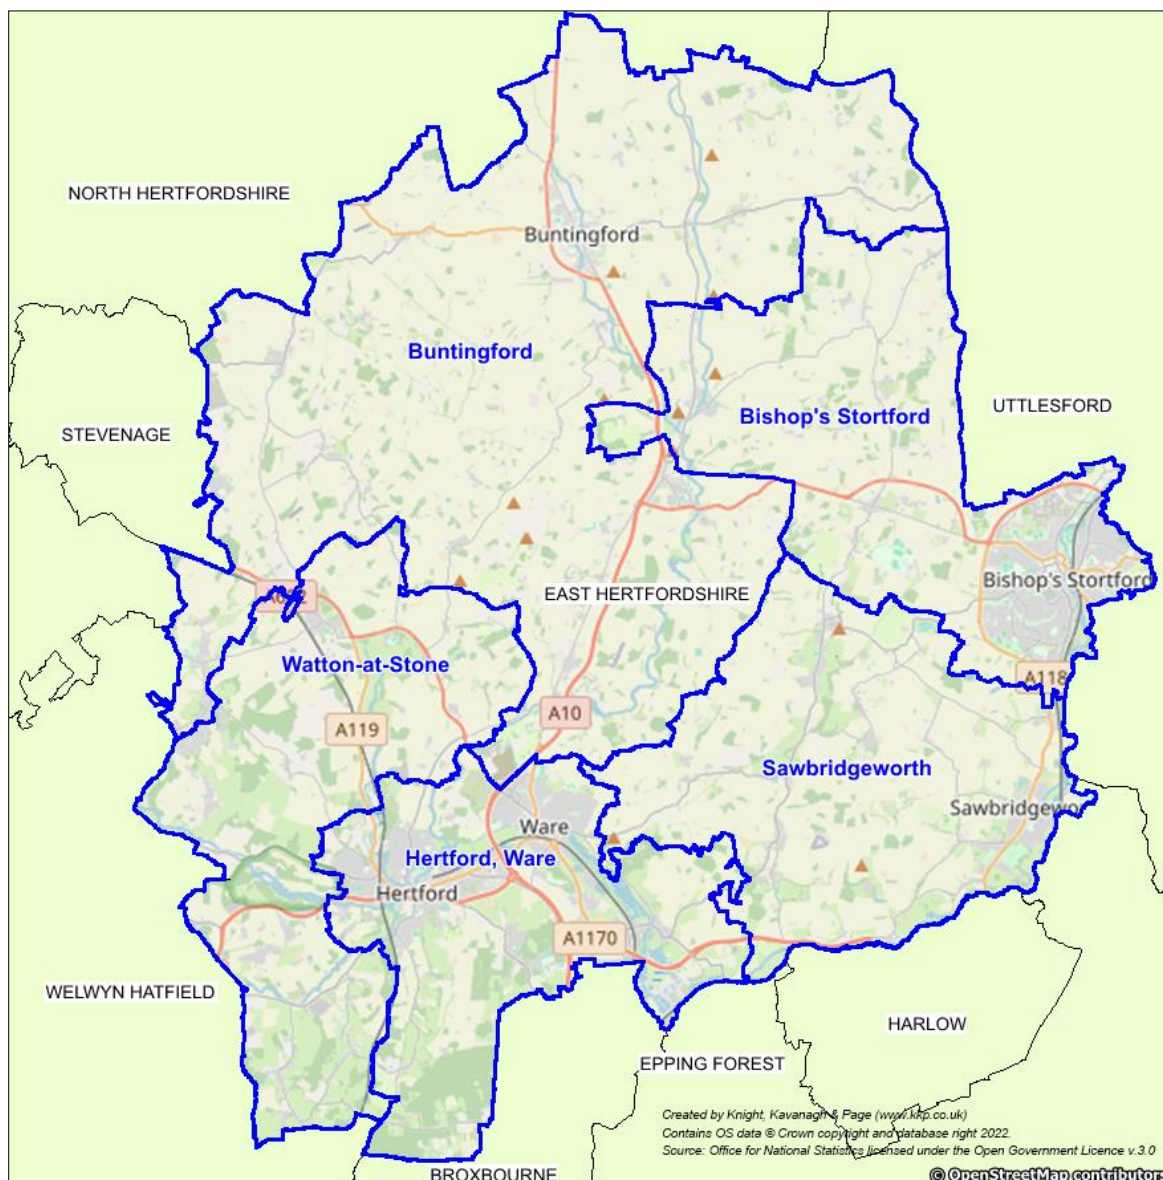 NORTH HERTFORDSHIRE
Buntingford
Buntingford
Bishop's Stortford
UTTLESFORD
STEVENAGE
Bishop's Stortford
EAST HERTFORDSHIRE
Watton-at-Stone
A118
A10
A119
Sawbridgeworth
Sawbridgewor
Ware
Hertford, Ware
Hertford
A1170
WELWYN HATFIELD
HARLOW
EPPING FOREST
Created by Knight, Kavanagh & Page (www.kkp.co.uk)
Contains OS data © Crown copyright and database right 2022.
Source: Office for National Statistics licensed under the Open Government Licence v.3.0
BROXBOURNE
© OpenStreetMap contributors